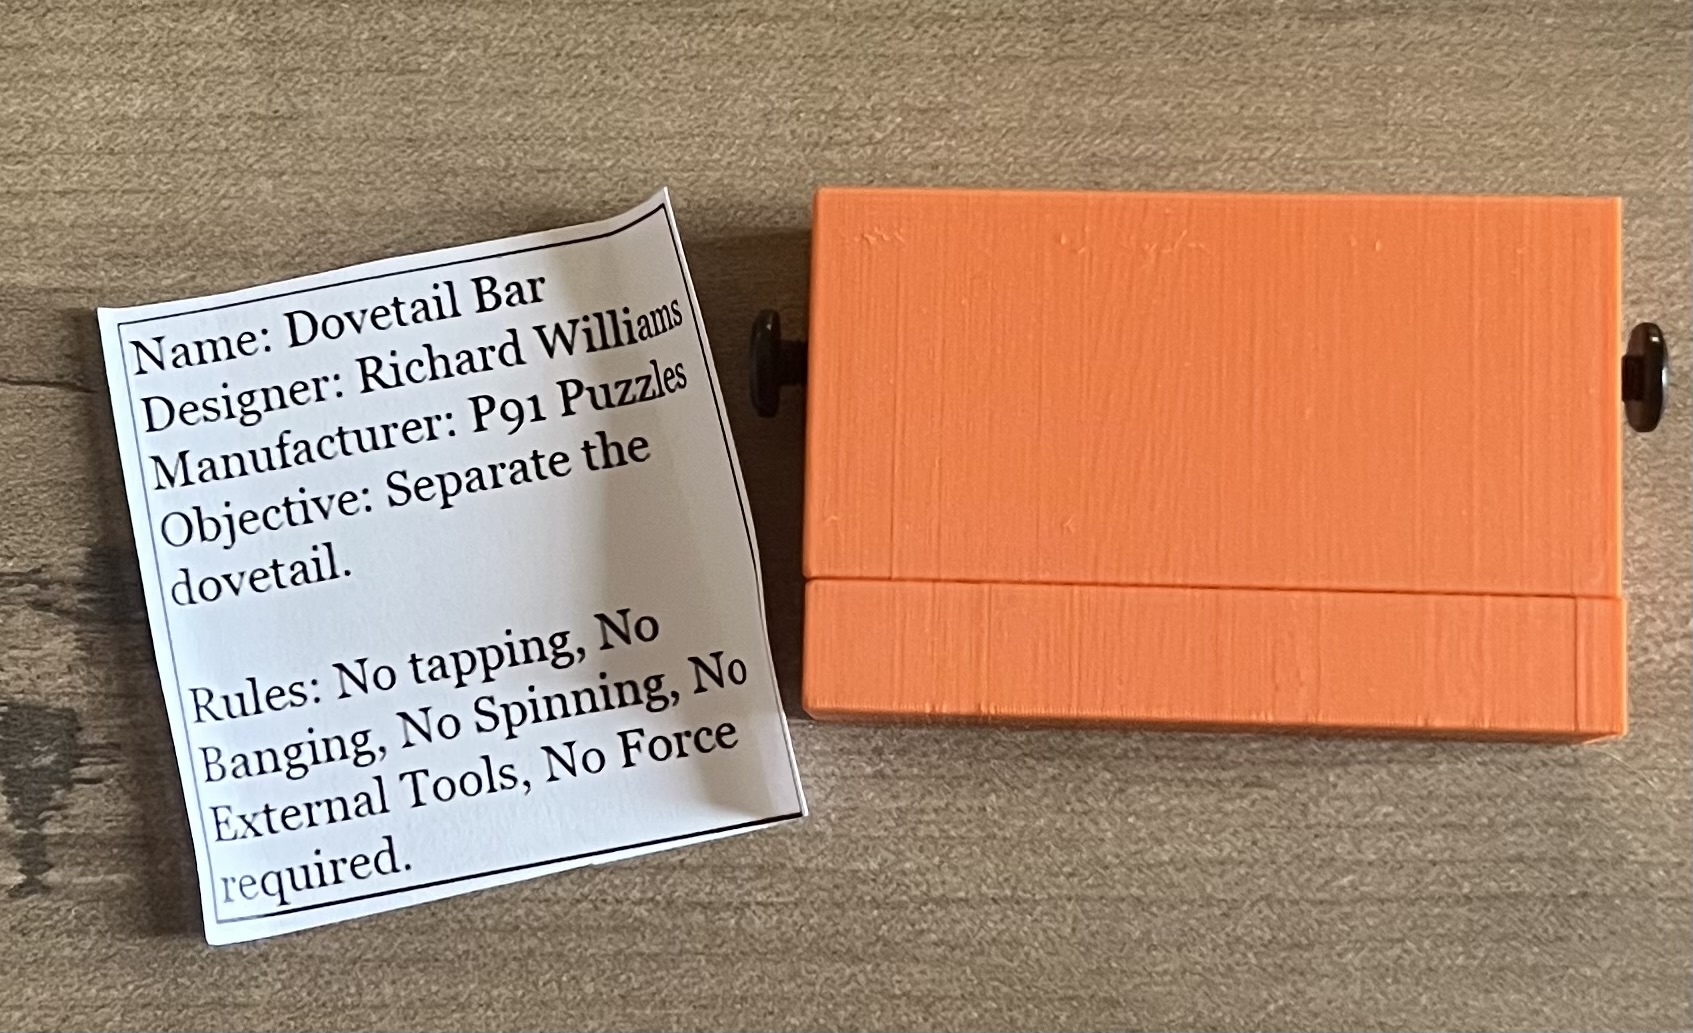 Name: Dovetail Bar
Designer: Richard Williams
Manufacturer: P91 Puzzles
Objective: Separate the
dovetail.
Rules: No tapping, No
Banging, No Spinning, No
External Tools, No Force
required.